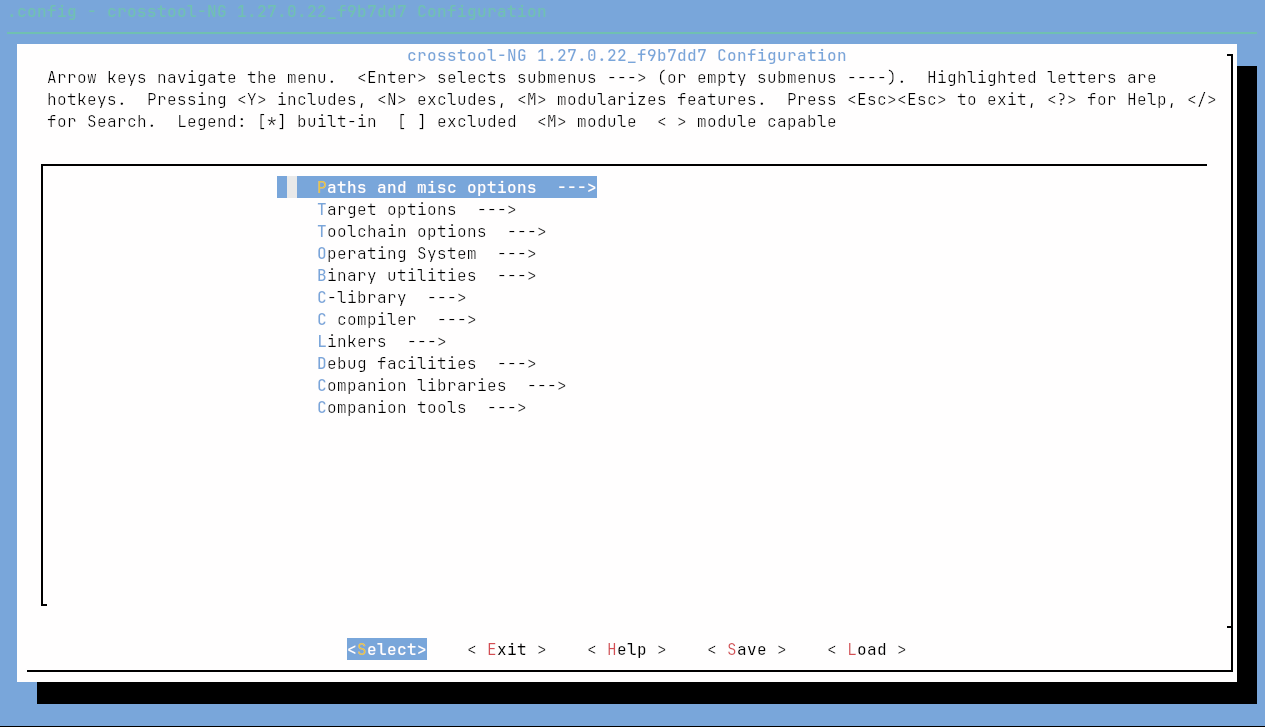 .config - crosstool-NG 1.27.0.22_f9b7dd7 Configuration
crosstool-NG 1.27.0.22_f9b7dd7 Configuration
Arrow keys navigate the menu.  <Enter> selects submenus ---> (or empty submenus ----).  Highlighted letters are
hotkeys.  Pressing <Y> includes, <N> excludes, <M> modularizes features.  Press <Esc><Esc> to exit, <?> for Help, </>
for Search.  Legend: [*] built-in  [ ] excluded  <M> module  < > module capable
Paths and misc options  --->
Target options  --->
Toolchain options  --->
Operating System  --->
Binary utilities  --->
C-library  --->
C compiler  --->
Linkers  --->
Debug facilities  --->
Companion libraries  --->
Companion tools  --->
<Select>    < Exit >    < Help >    < Save >    < Load >